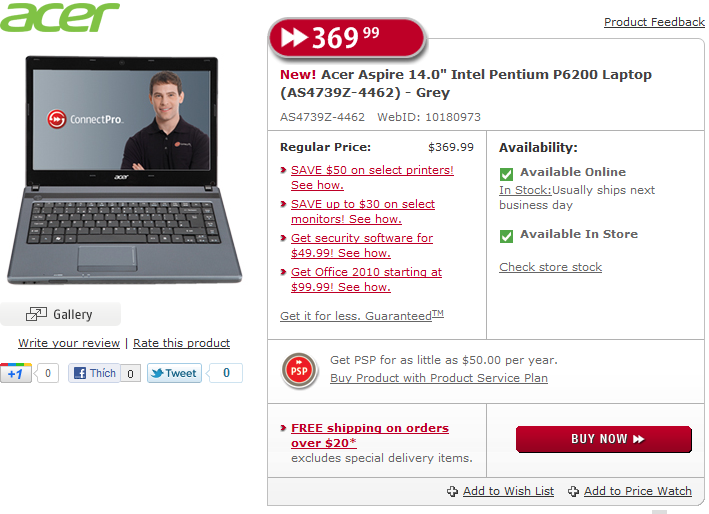 acer
Product Feedback
369 99
New! Acer Aspire 14.0" Intel Pentium P6200 Laptop
(AS4739Z-4462) - Grey
AS4739Z-4462 WebID: 10180973
ConnectPro.
acer
Regular Price: $369.99
SAVE $50 on select printers!
See how.
SAVE up to $30 on select
monitors! See how.
Get security software for
$49.99! See how.
Get Office 2010 starting at
$99.99! See how.
Get it for less. Guaranteed™
Availability:
Available Online
In Stock:Usually ships next
business day
Available In Store
Check store stock
Gallery
Write your review | Rate this product
+1 0 Thích 0 Tweet 0
PSP
Get PSP for as little as $50.00 per year.
Buy Product with Product Service Plan
FREE shipping on orders
over $20*
excludes special delivery items.
BUY NOW
Add to Wish List Add to Price Watch